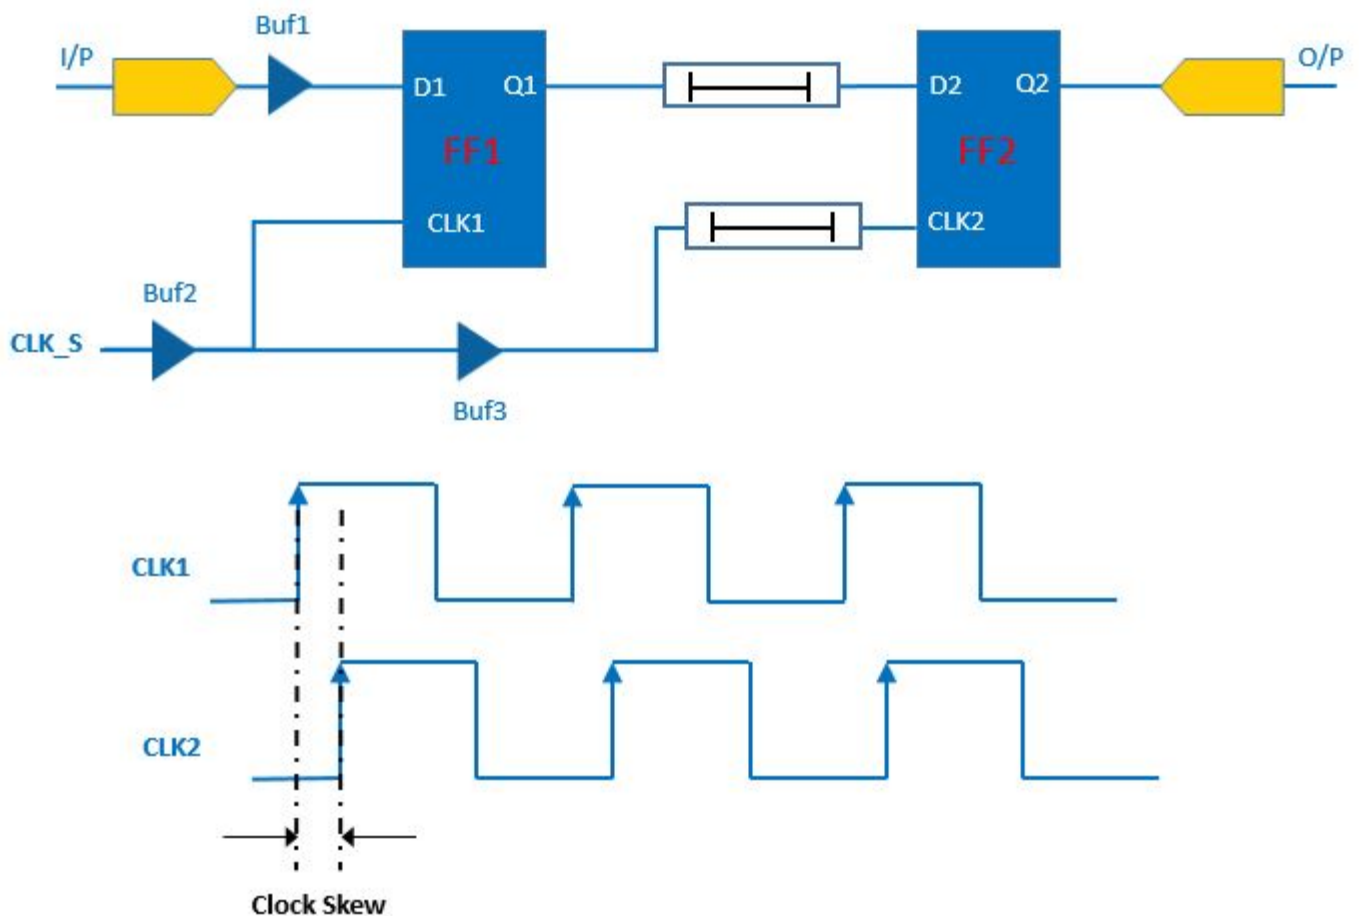 Buf1
I/P
O/P
D1
Q1
D2
Q2
FF1
FF2
CLK1
CLK2
Buf2
CLK_S
Buf3
CLK1
CLK2
Clock Skew